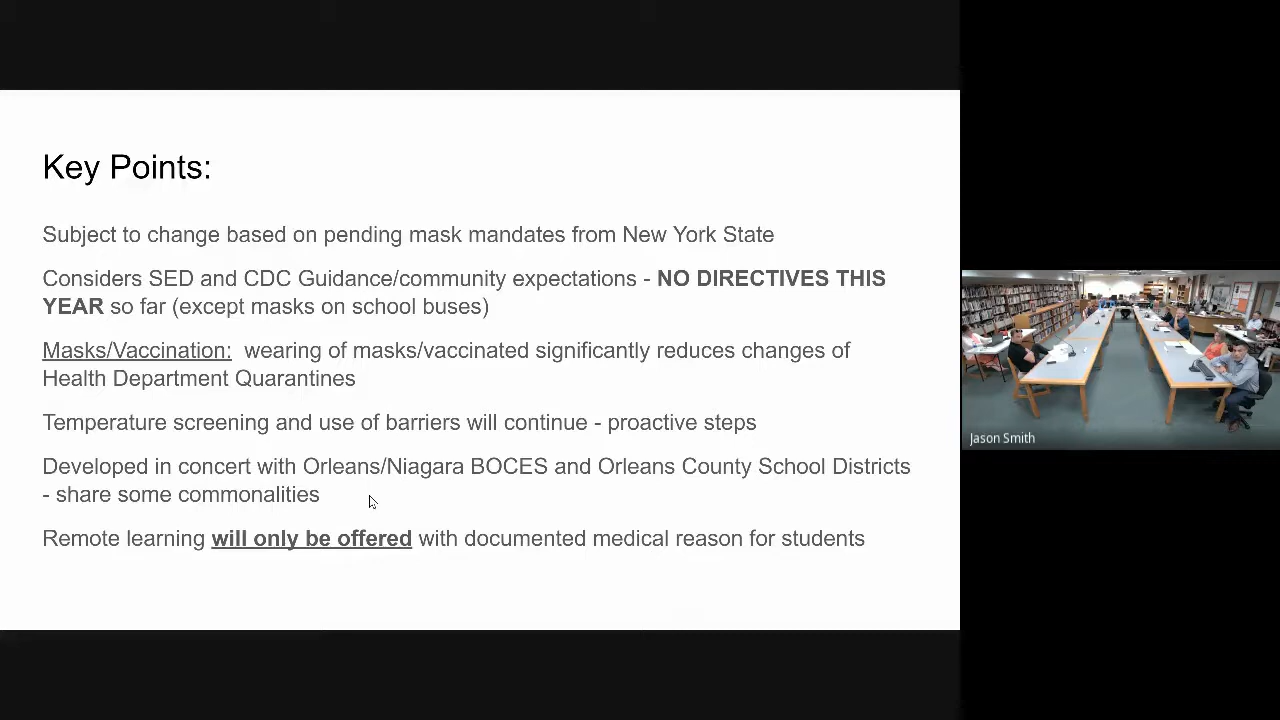 Key Points:
Subject to change based on pending mask mandates from New York State
Considers SED and CDC Guidance/community expectations - NO DIRECTIVES THIS
YEAR so far (except masks on school buses)
Masks/Vaccination:  wearing of masks/vaccinated significantly reduces changes of
Health Department Quarantines
Temperature screening and use of barriers will continue - proactive steps
Developed in concert with Orleans/Niagara BOCES and Orleans County School Districts
- share some commonalities
Remote learning will only be offered with documented medical reason for students
Jason Smith